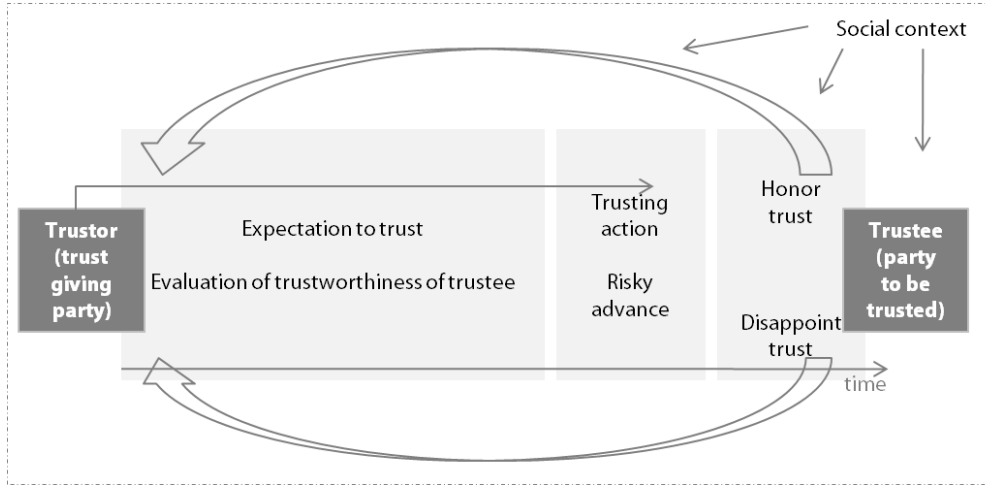 Social context
Trustor
(trust
giving
party)
Expectation to trust
Evaluation of trustworthiness of trustee
Trusting
action
Risky
advance
Honor
trust
Disappoint
trust
Trustee
(party
to be
trusted)
time